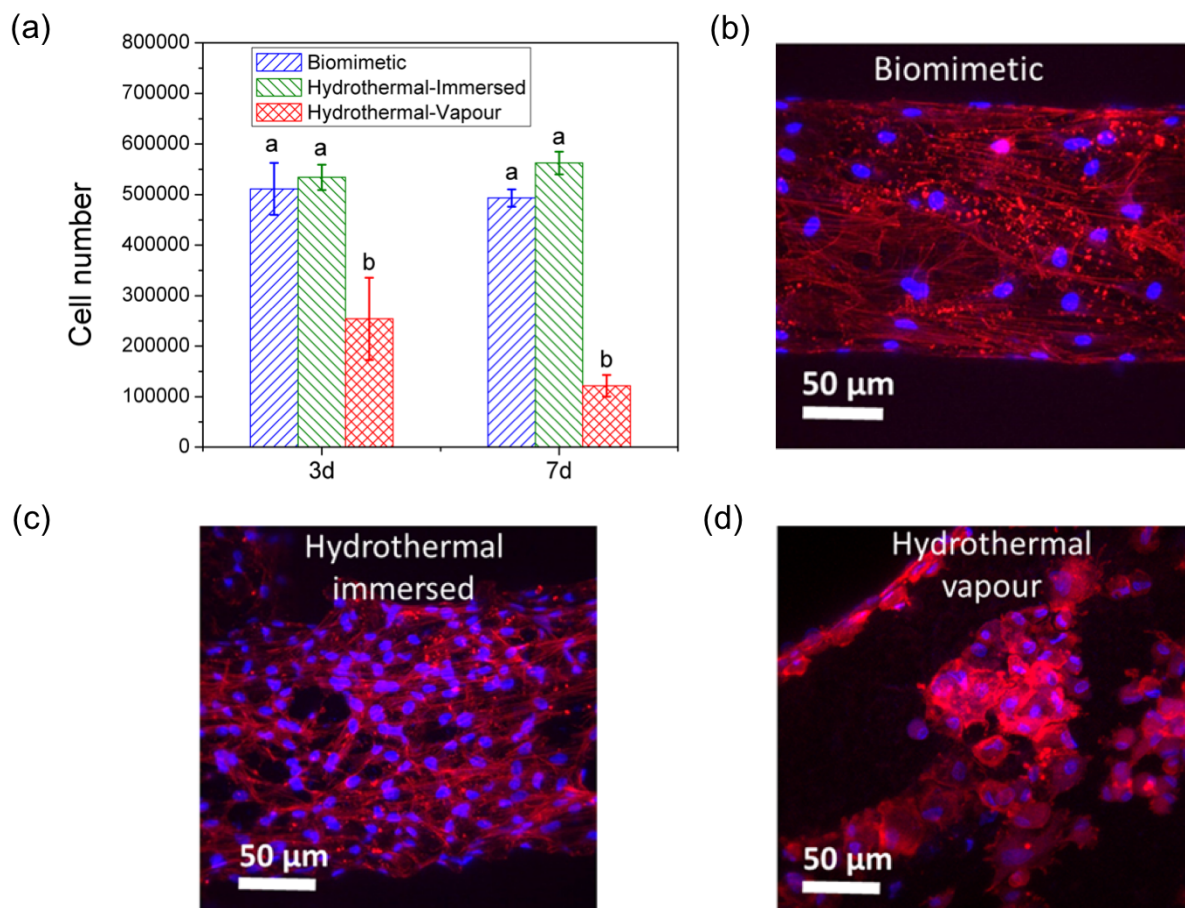 (a)
800000
700000
600000
500000
400000
300000
200000
100000
0
Cell number
Biomimetic
Hydrothermal-Immersed
Hydrothermal-Vapour
a
a
b
a
a
b
3d
7d
(b)
Biomimetic
50 µm
(c)
Hydrothermal
immersed
50 µm
(d)
Hydrothermal
vapour
50 µm